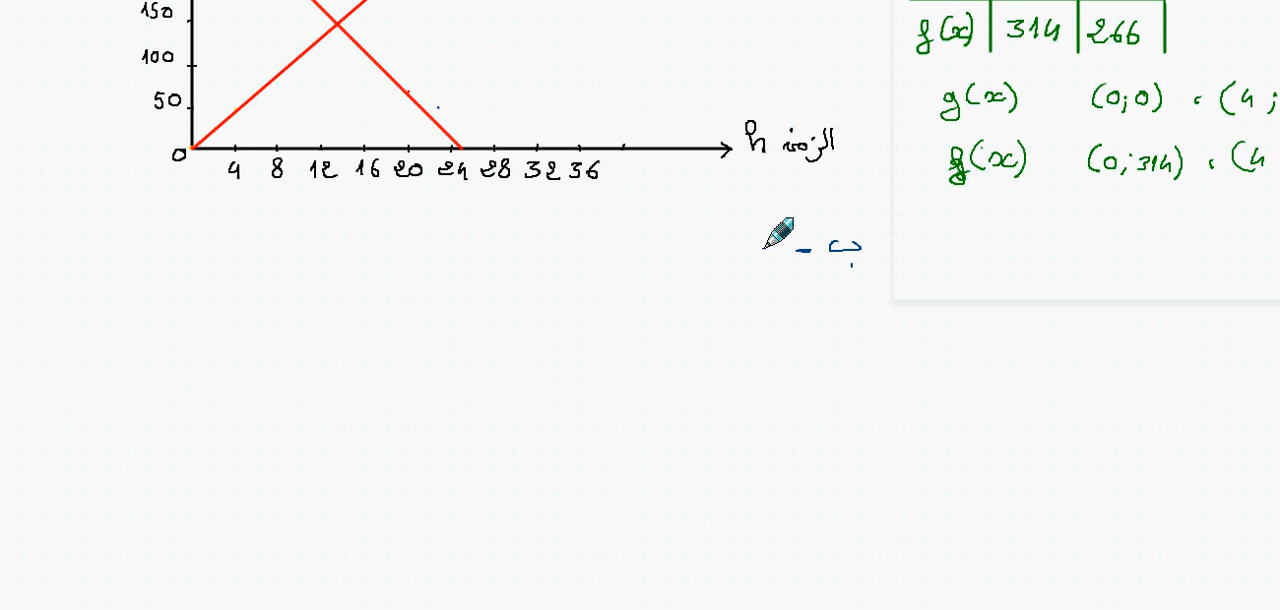 150
100
50
0
4 8 12 16 20 24 28 32 36
الزمن h
f(x) 314 266
g(x) (0;0) , (4;
f(x) (0;314) , (4